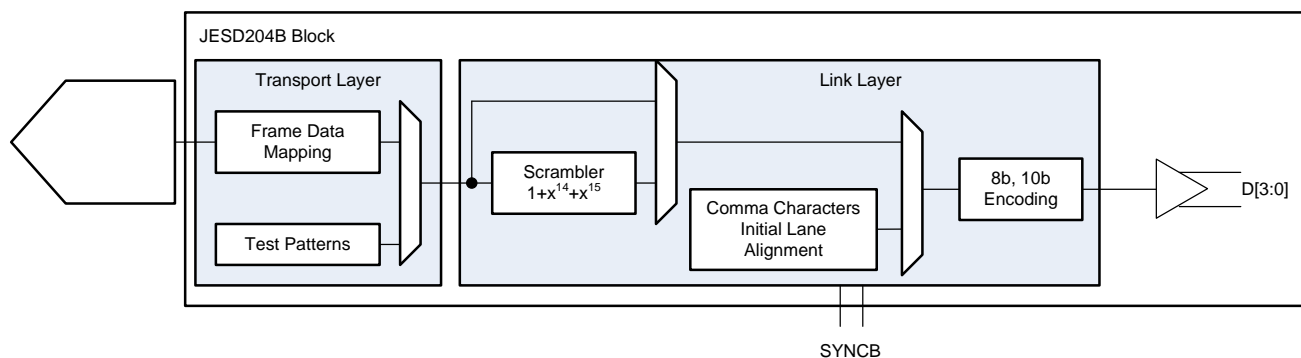 JESD204B Block
Transport Layer
Link Layer
Frame Data
Mapping
Test Patterns
Scrambler
1+x¹⁴+x¹⁵
Comma Characters
Initial Lane
Alignment
8b, 10b
Encoding
D[3:0]
SYNCB